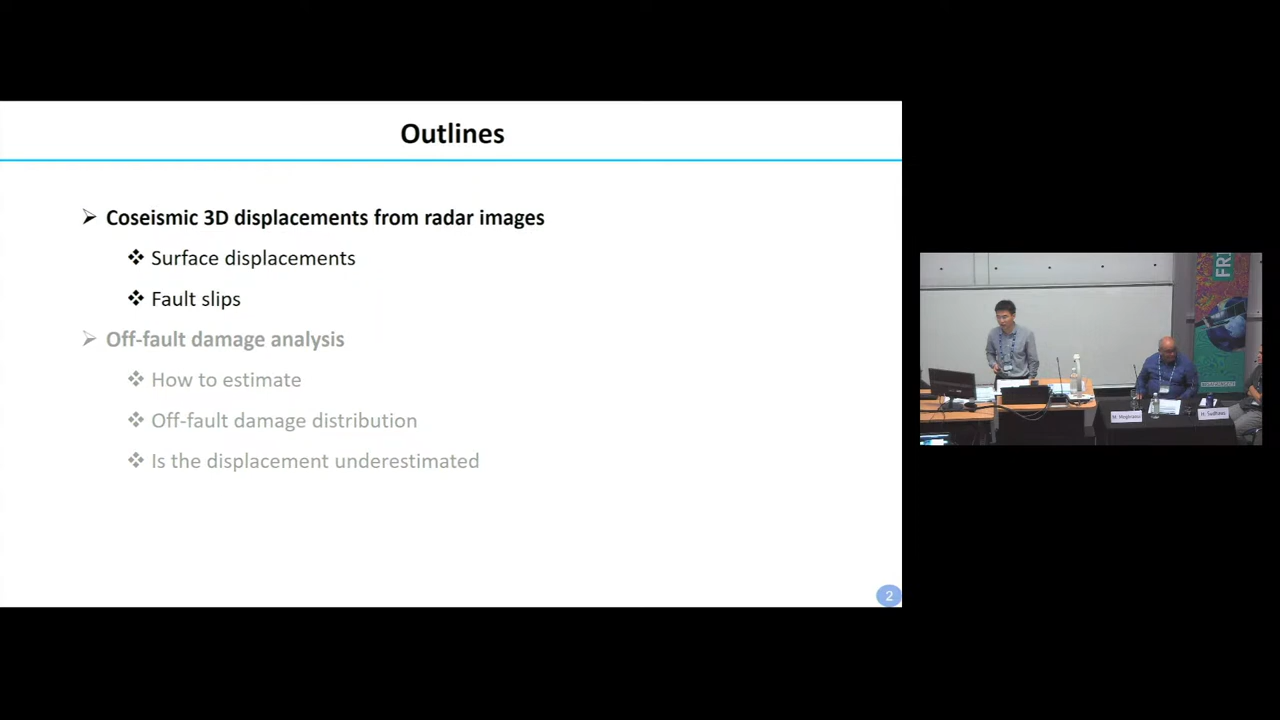 Outlines
Coseismic 3D displacements from radar images
Surface displacements
Fault slips
Off-fault damage analysis
How to estimate
Off-fault damage distribution
Is the displacement underestimated
2
FRI